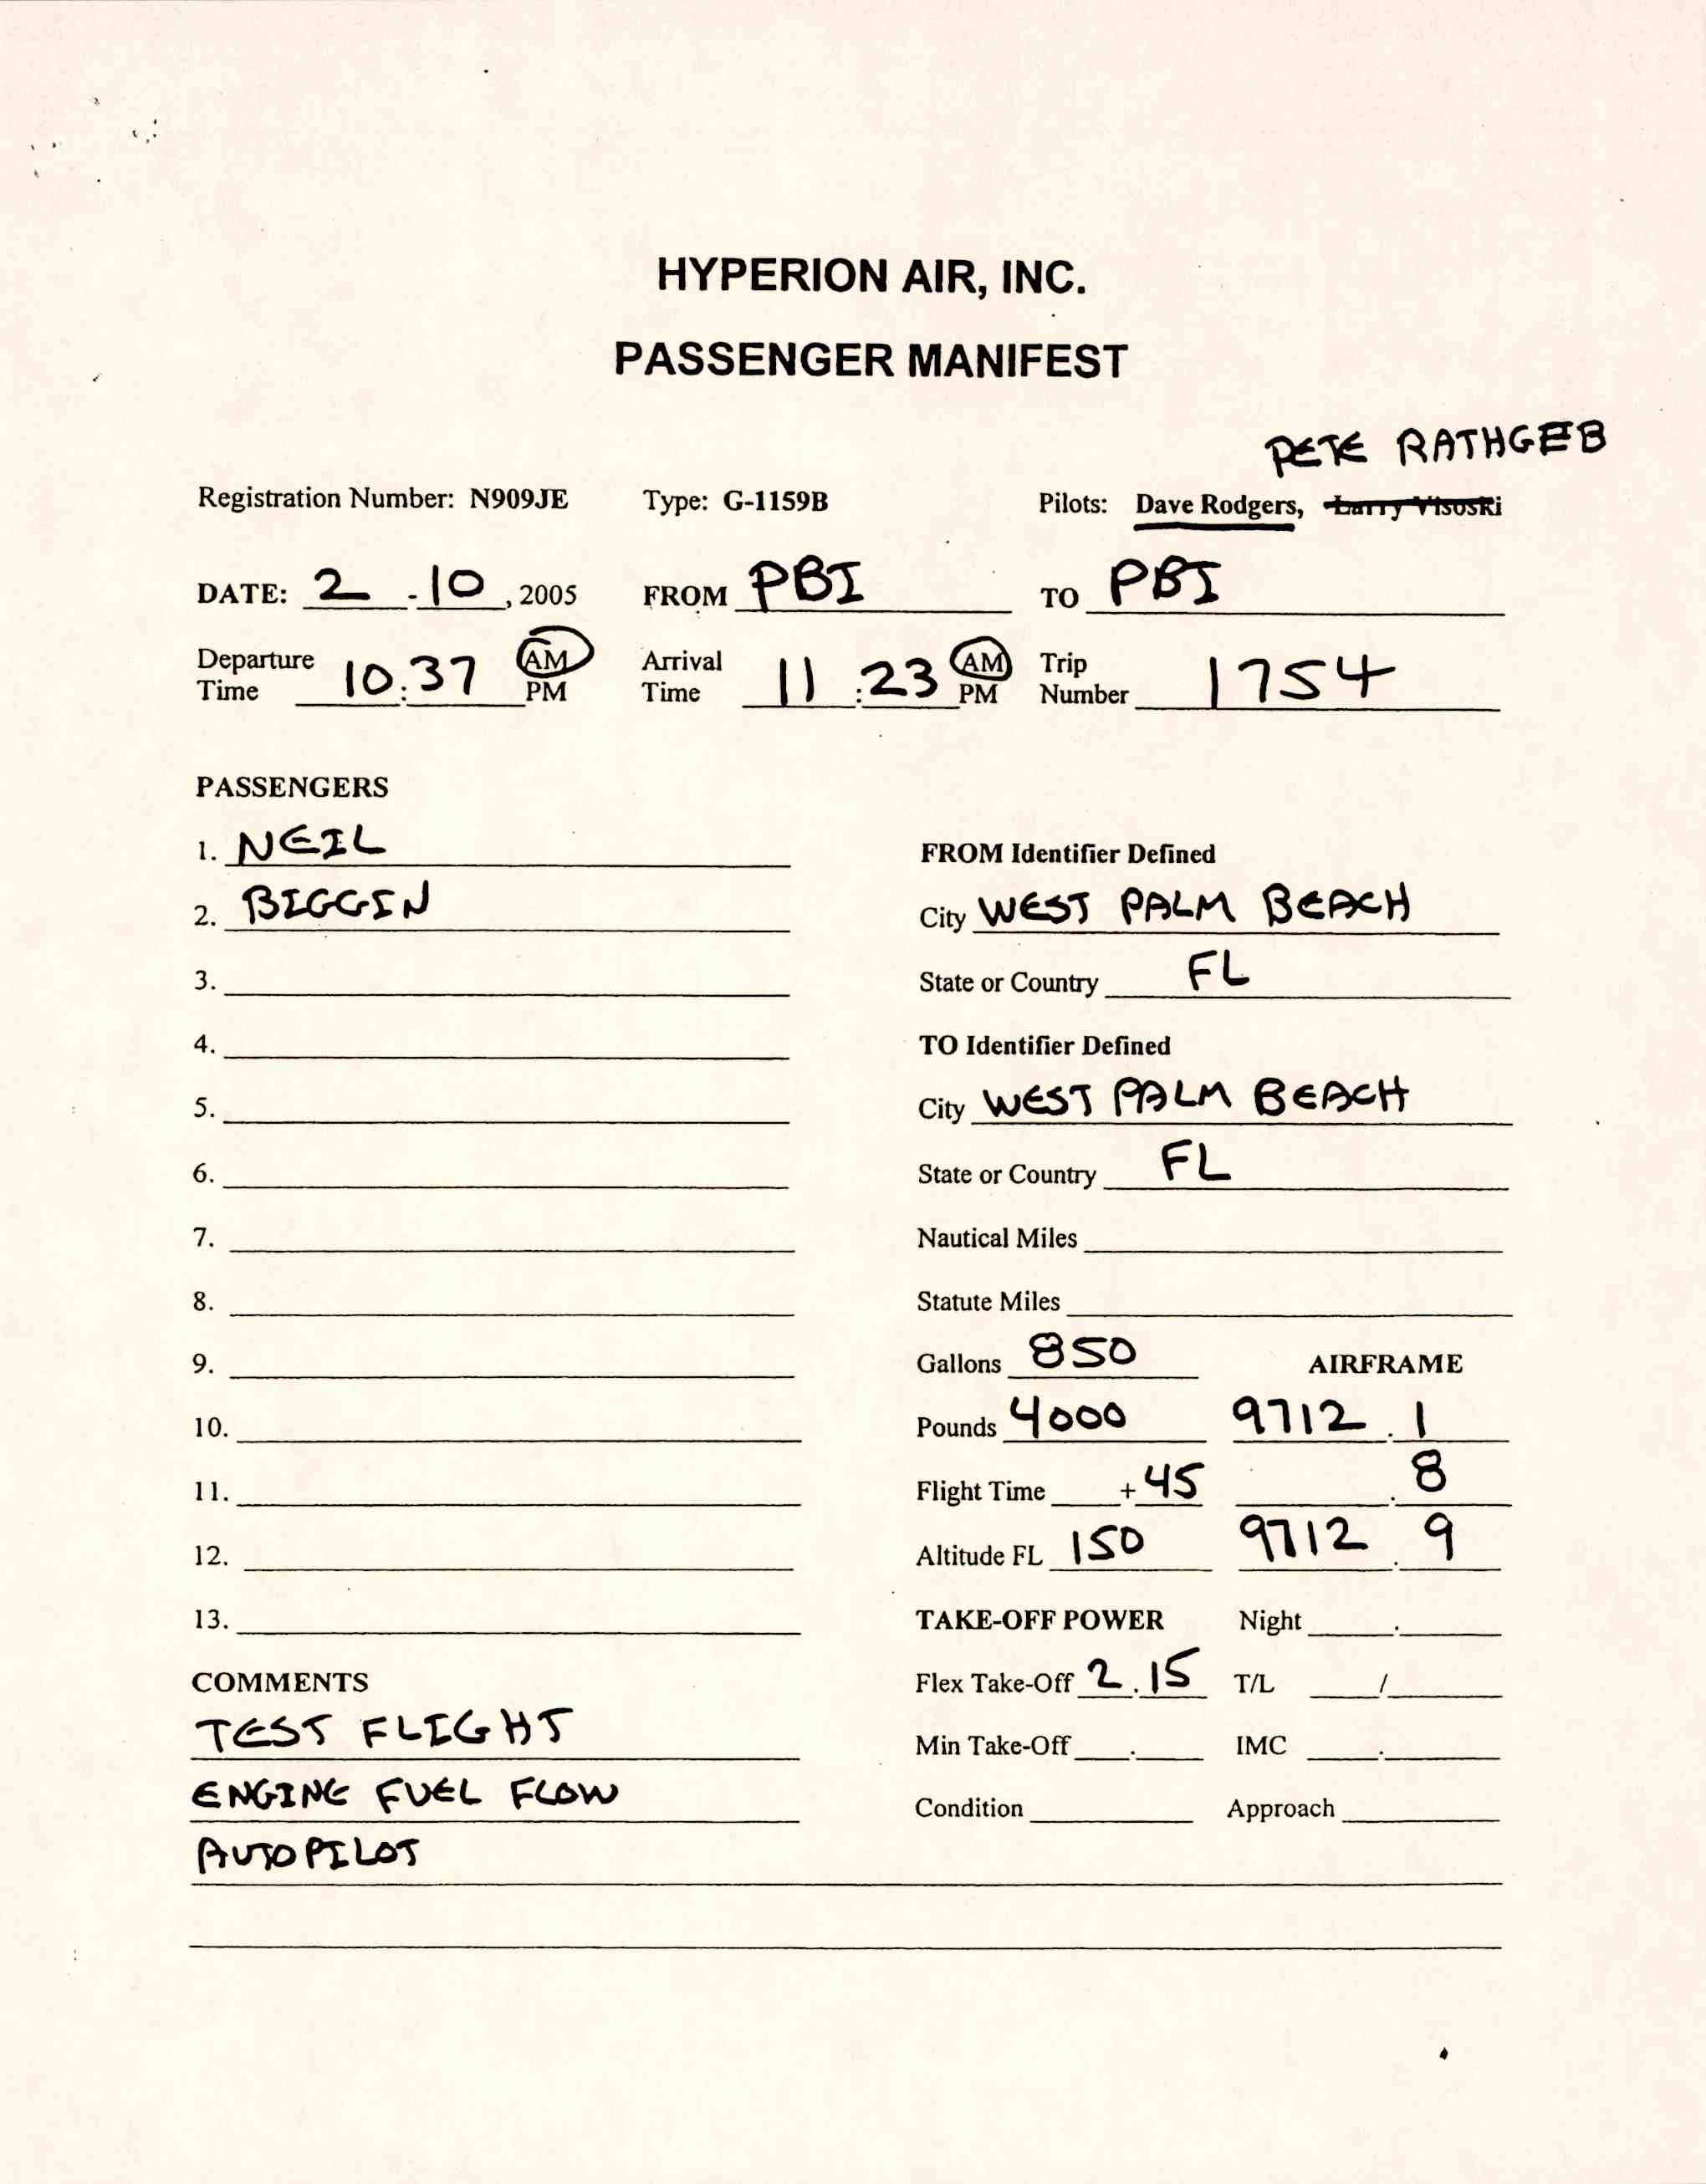 HYPERION AIR, INC.
PASSENGER MANIFEST
PETE RATHGEB
Registration Number: N909JE Type: G-1159B Pilots: Dave Rodgers, Larry Visoski
DATE: 2 - 10, 2005 FROM PBI TO PBI
Departure Time 10:37 AM PM Arrival Time 11:23 AM PM Trip Number 1754
PASSENGERS
1. NEIL
FROM Identifier Defined
2. BIGGIN
City WEST PALM BEACH
3.
State or Country FL
4.
TO Identifier Defined
5.
City WEST PALM BEACH
6.
State or Country FL
7.
Nautical Miles
8.
Statute Miles
9.
Gallons 850 AIRFRAME
10.
Pounds 4000 9712.1
11.
Flight Time +45 .8
12.
Altitude FL 150 9712.9
13.
TAKE-OFF POWER Night .
COMMENTS
Flex Take-Off 2.15 T/L /
TEST FLIGHT
Min Take-Off . IMC .
ENGINE FUEL FLOW
Condition Approach
AUTOPILOT